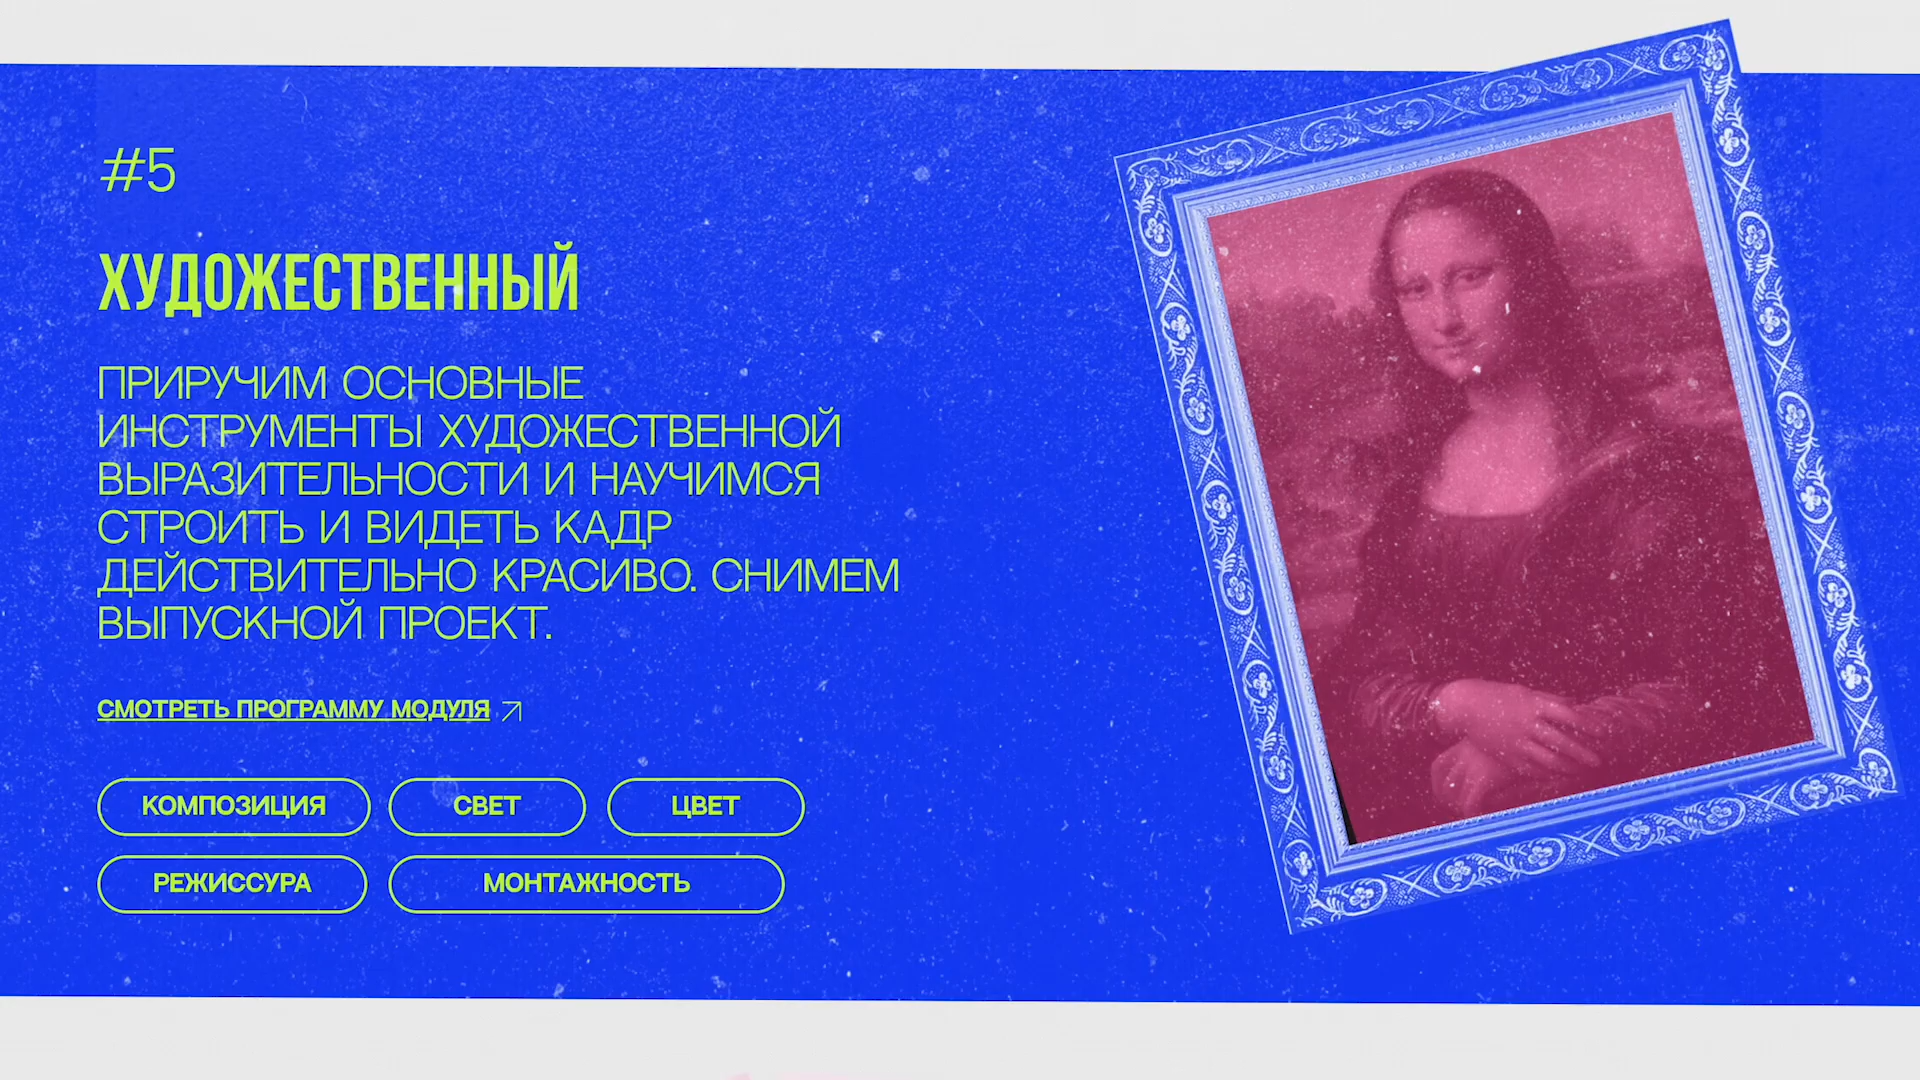 #5
ХУДОЖЕСТВЕННЫЙ
ПРИРУЧИМ ОСНОВНЫЕ
ИНСТРУМЕНТЫ ХУДОЖЕСТВЕННОЙ
ВЫРАЗИТЕЛЬНОСТИ И НАУЧИМСЯ
СТРОИТЬ И ВИДЕТЬ КАДР
ДЕЙСТВИТЕЛЬНО КРАСИВО. СНИМЕМ
ВЫПУСКНОЙ ПРОЕКТ.
СМОТРЕТЬ ПРОГРАММУ МОДУЛЯ
КОМПОЗИЦИЯ СВЕТ ЦВЕТ
РЕЖИССУРА МОНТАЖНОСТЬ